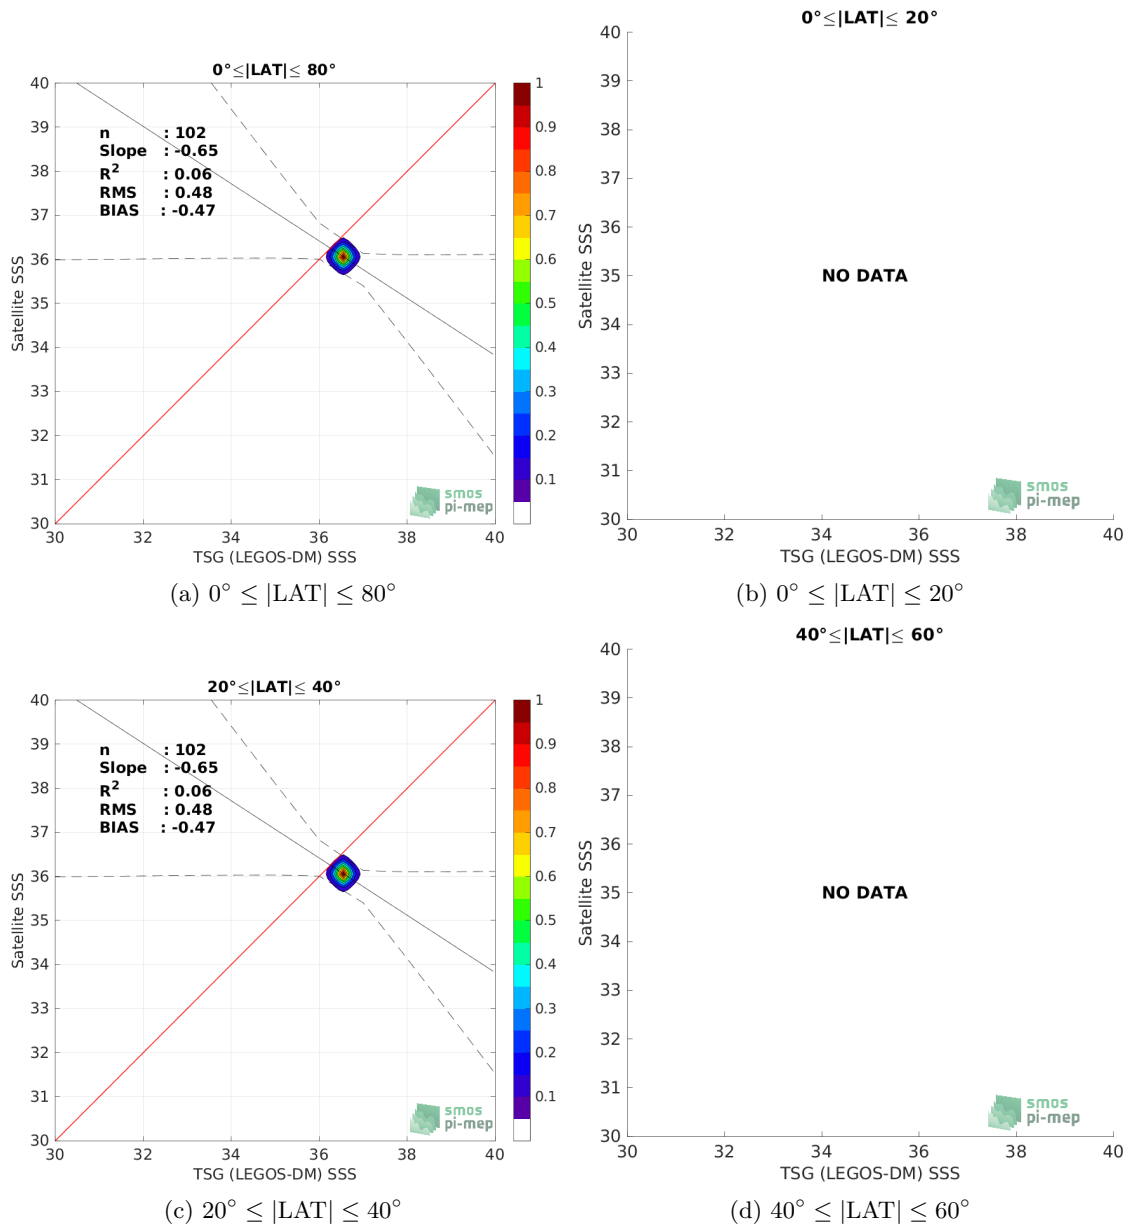 0°≤|LAT|≤ 80°
40
39
38
37
36
35
34
33
32
31
30
Satellite SSS
n : 102
Slope : -0.65
R² : 0.06
RMS : 0.48
BIAS : -0.47
smos
pi-mep
30 32 34 36 38 40
TSG (LEGOS-DM) SSS
1
0.9
0.8
0.7
0.6
0.5
0.4
0.3
0.2
0.1
(a) 0° ≤ |LAT| ≤ 80°
0°≤|LAT|≤ 20°
40
39
38
37
36
35
34
33
32
31
30
Satellite SSS
NO DATA
smos
pi-mep
30 32 34 36 38 40
TSG (LEGOS-DM) SSS
(b) 0° ≤ |LAT| ≤ 20°
20°≤|LAT|≤ 40°
40
39
38
37
36
35
34
33
32
31
30
Satellite SSS
n : 102
Slope : -0.65
R² : 0.06
RMS : 0.48
BIAS : -0.47
smos
pi-mep
30 32 34 36 38 40
TSG (LEGOS-DM) SSS
1
0.9
0.8
0.7
0.6
0.5
0.4
0.3
0.2
0.1
(c) 20° ≤ |LAT| ≤ 40°
40°≤|LAT|≤ 60°
40
39
38
37
36
35
34
33
32
31
30
Satellite SSS
NO DATA
smos
pi-mep
30 32 34 36 38 40
TSG (LEGOS-DM) SSS
(d) 40° ≤ |LAT| ≤ 60°